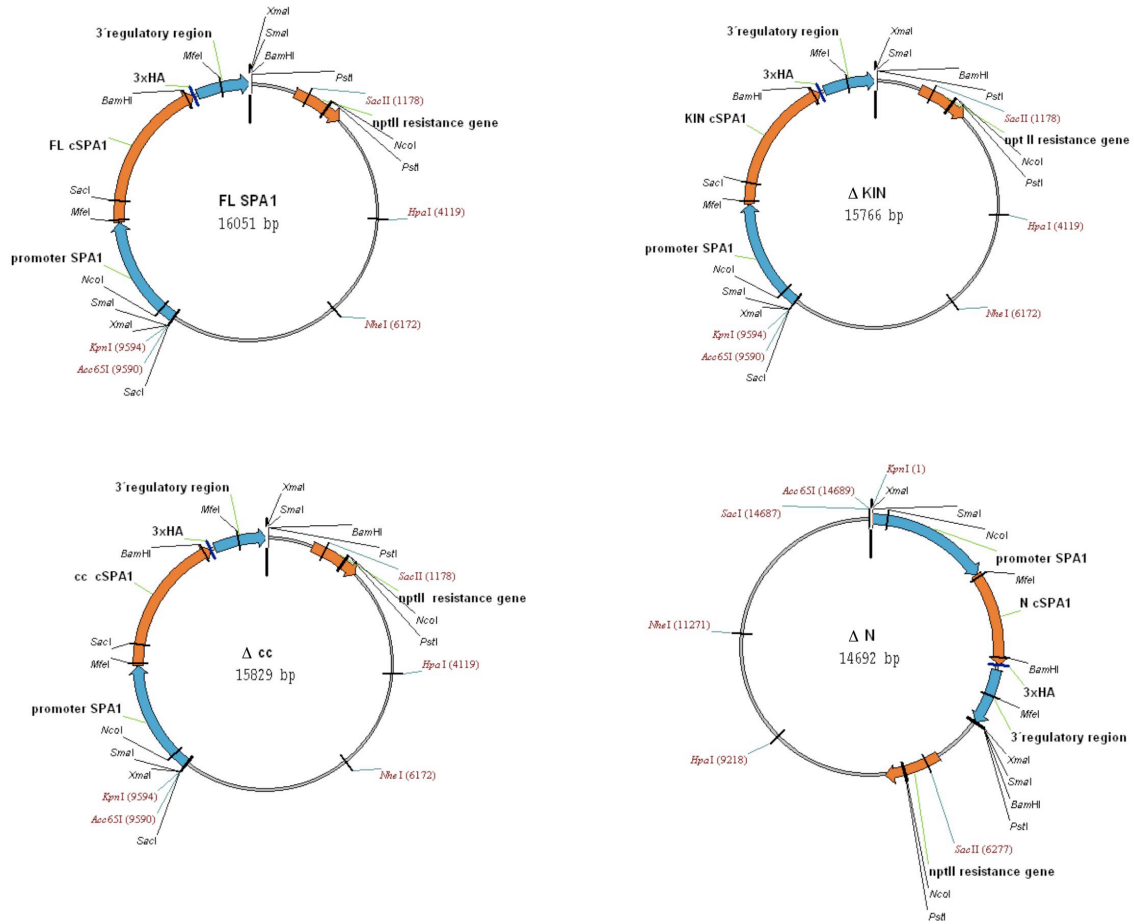 XmaI
SmaI
BamHI
PstI
SacII (1178)
nptII resistance gene
NcoI
PstI
HpaI (4119)
NheI (6172)
3´regulatory region
MfeI
3xHA
BamHI
FL cSPA1
SacI
MfeI
promoter SPA1
NcoI
SmaI
XmaI
KpnI (9594)
Acc65I (9590)
SacI
FL SPA1
16051 bp
XmaI
SmaI
BamHI
PstI
SacII (1178)
npt II resistance gene
NcoI
PstI
HpaI (4119)
NheI (6172)
3´regulatory region
MfeI
3xHA
BamHI
KIN cSPA1
SacI
MfeI
promoter SPA1
NcoI
SmaI
XmaI
KpnI (9594)
Acc65I (9590)
SacI
Δ KIN
15766 bp
XmaI
SmaI
BamHI
PstI
SacII (1178)
nptII resistance gene
NcoI
PstI
HpaI (4119)
NheI (6172)
3´regulatory region
MfeI
3xHA
BamHI
cc cSPA1
SacI
MfeI
promoter SPA1
NcoI
SmaI
XmaI
KpnI (9594)
Acc65I (9590)
SacI
Δ cc
15829 bp
KpnI (1)
Acc65I (14689)
XmaI
SacI (14687)
SmaI
NcoI
promoter SPA1
MfeI
N cSPA1
BamHI
3xHA
MfeI
3´regulatory region
XmaI
SmaI
BamHI
PstI
SacII (6277)
nptII resistance gene
NcoI
PstI
HpaI (9218)
NheI (11271)
Δ N
14692 bp